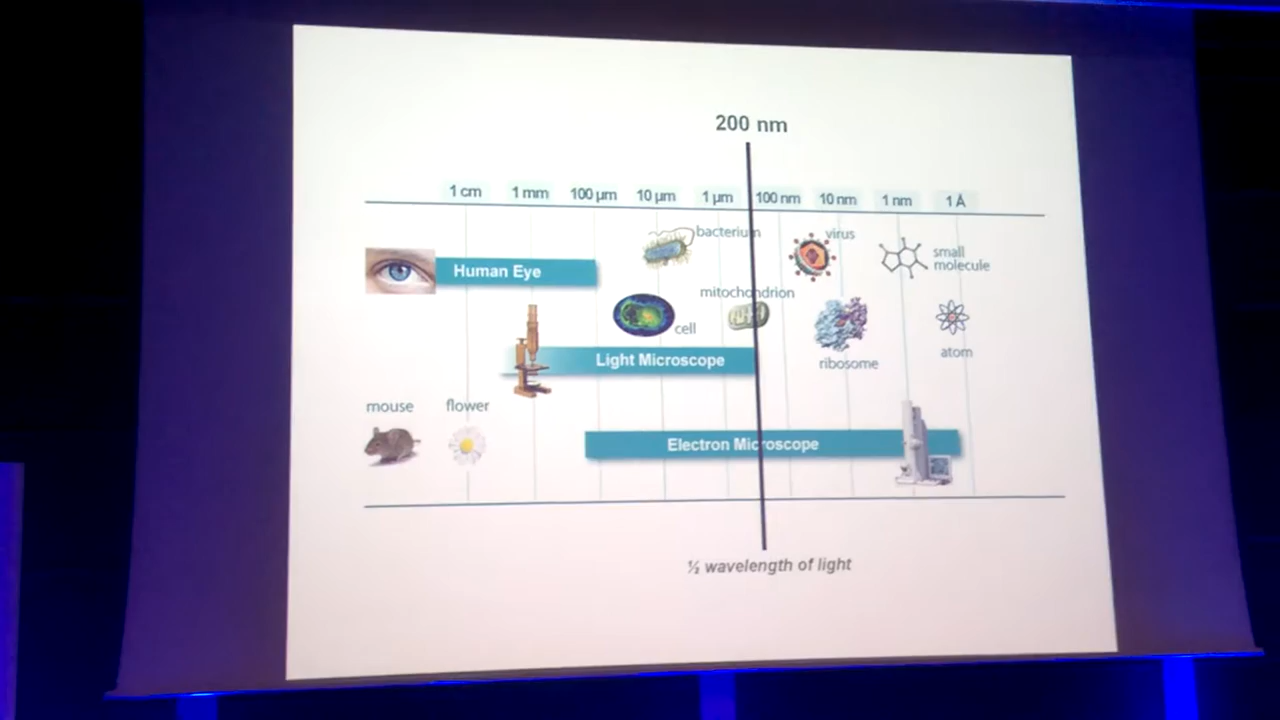 200 nm
1 cm 1 mm 100 µm 10 µm 1 µm 100 nm 10 nm 1 nm 1 Å
bacterium virus
small
molecule
Human Eye
mitochondrion
cell
Light Microscope
ribosome
atom
mouse flower
Electron Microscope
½ wavelength of light